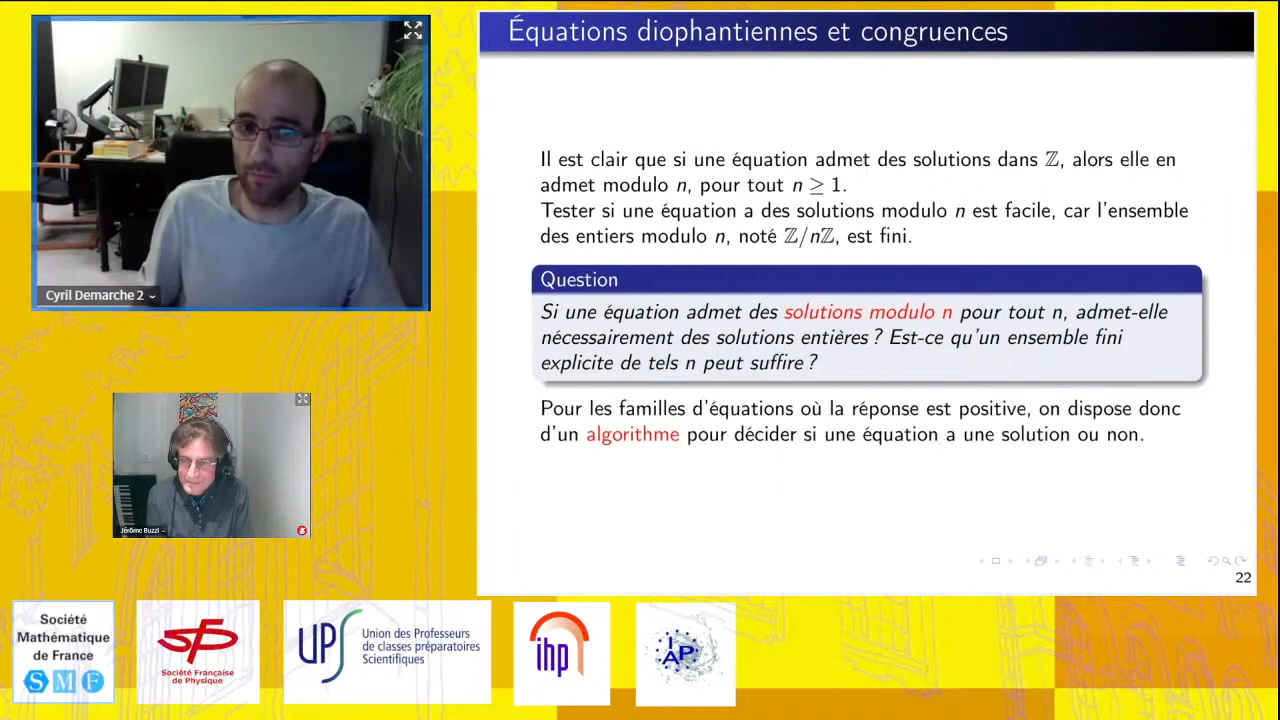 Cyril Demarche 2
Jérôme Buzzi
Équations diophantiennes et congruences
Il est clair que si une équation admet des solutions dans ℤ, alors elle en
admet modulo n, pour tout n ≥ 1.
Tester si une équation a des solutions modulo n est facile, car l'ensemble
des entiers modulo n, noté ℤ/nℤ, est fini.
Question
Si une équation admet des solutions modulo n pour tout n, admet-elle
nécessairement des solutions entières ? Est-ce qu'un ensemble fini
explicite de tels n peut suffire ?
Pour les familles d'équations où la réponse est positive, on dispose donc
d'un algorithme pour décider si une équation a une solution ou non.
22
Société
Mathématique
de France
S M F
sfp
Société Française
de Physique
UPS
Union des Professeurs
de classes préparatoires
Scientifiques
ihp
AP